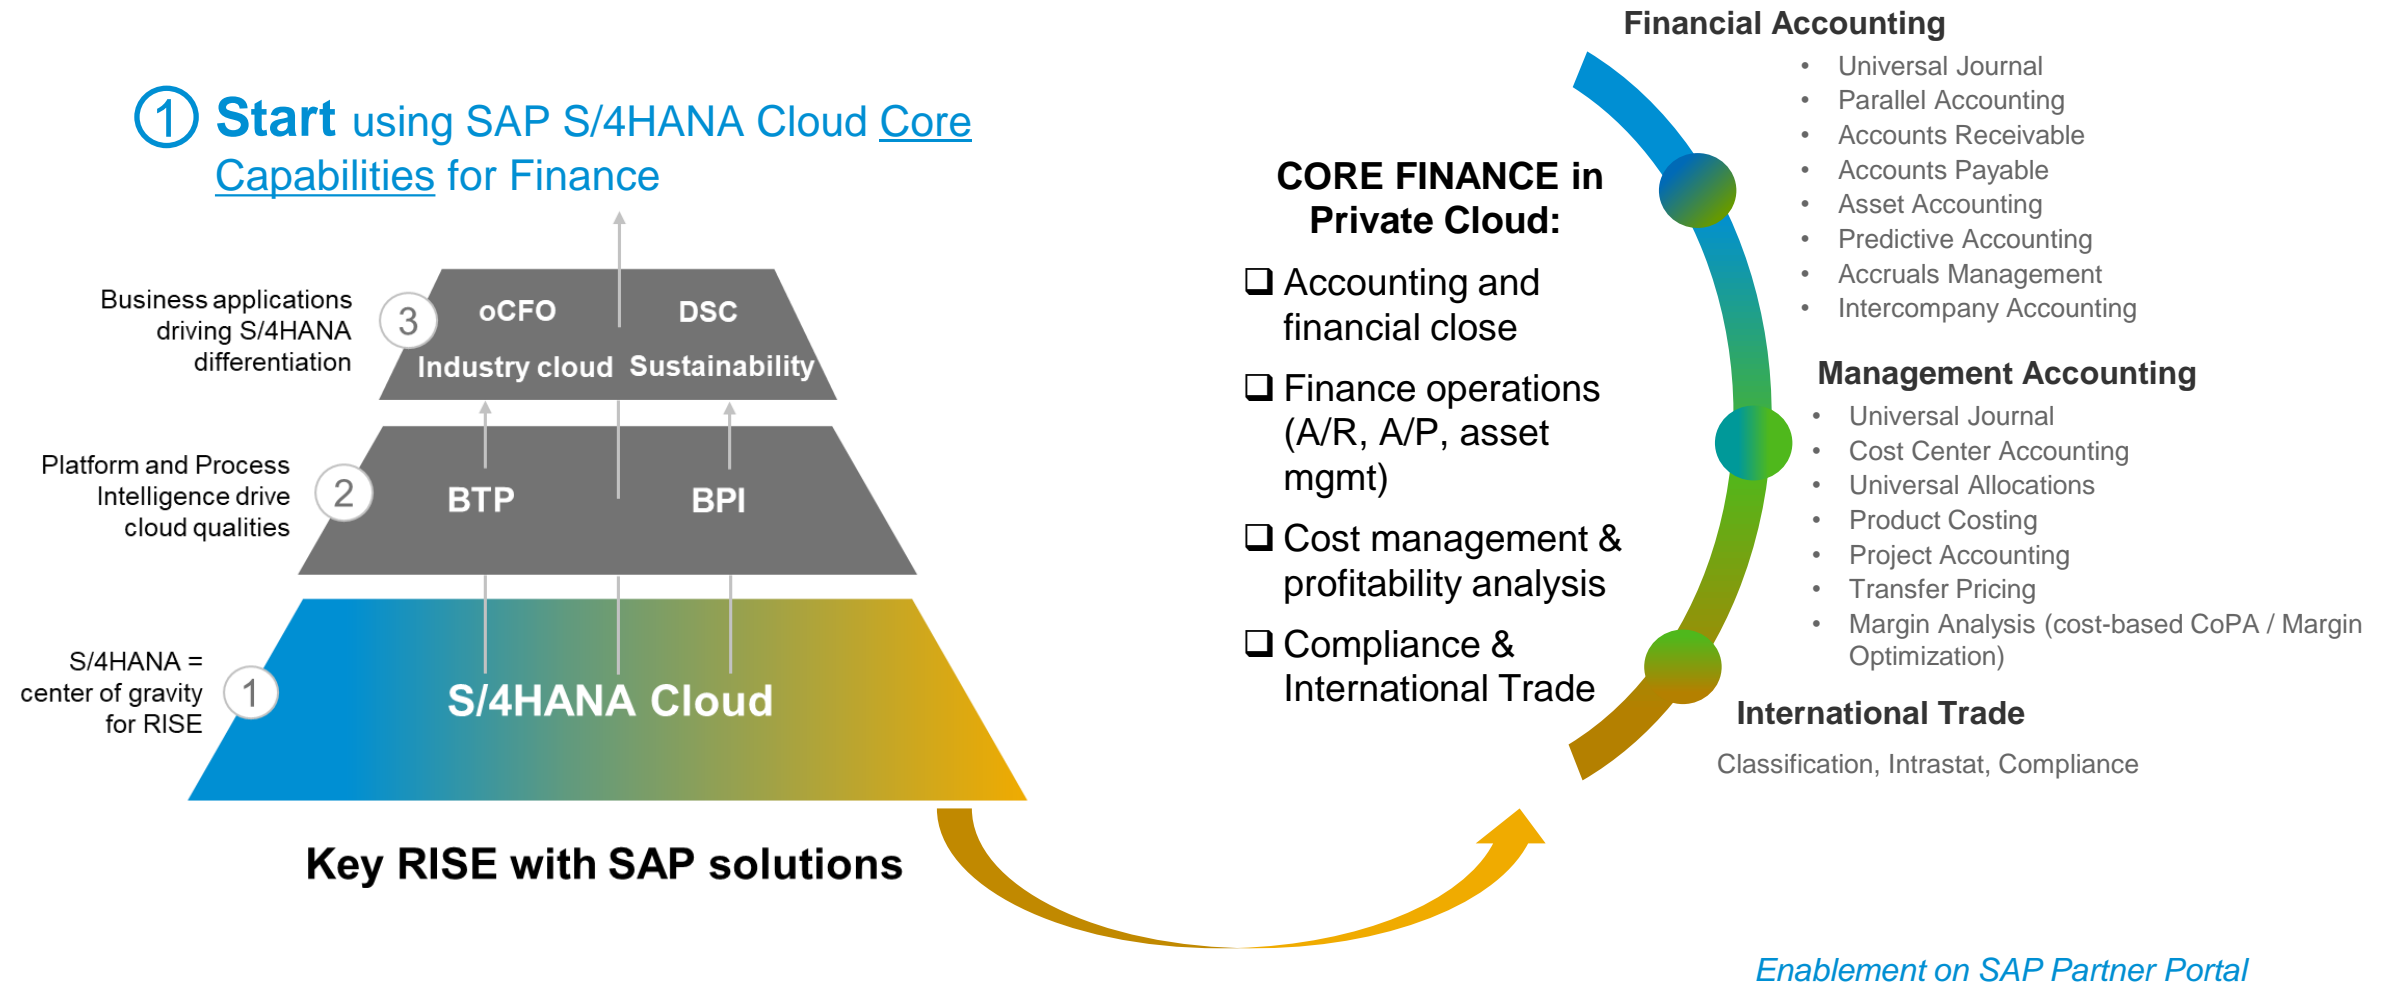 ① Start using SAP S/4HANA Cloud Core
Capabilities for Finance
Business applications
driving S/4HANA
differentiation
3
oCFO
DSC
Industry cloud
Sustainability
Platform and Process
Intelligence drive
cloud qualities
2
BTP
BPI
S/4HANA =
center of gravity
for RISE
1
S/4HANA Cloud
Key RISE with SAP solutions
CORE FINANCE in
Private Cloud:
❑ Accounting and
financial close
❑ Finance operations
(A/R, A/P, asset
mgmt)
❑ Cost management &
profitability analysis
❑ Compliance &
International Trade
Financial Accounting
• Universal Journal
• Parallel Accounting
• Accounts Receivable
• Accounts Payable
• Asset Accounting
• Predictive Accounting
• Accruals Management
• Intercompany Accounting
Management Accounting
• Universal Journal
• Cost Center Accounting
• Universal Allocations
• Product Costing
• Project Accounting
• Transfer Pricing
• Margin Analysis (cost-based CoPA / Margin
Optimization)
International Trade
Classification, Intrastat, Compliance
Enablement on SAP Partner Portal